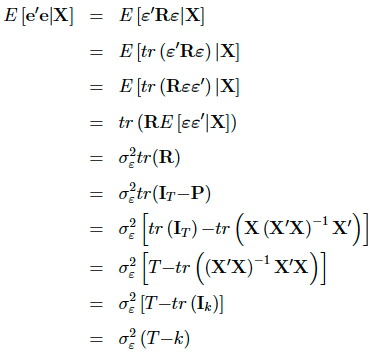 E [e′e|X] = E [ε′Rε|X]
= E [tr (ε′Rε) |X]
= E [tr (Rεε′) |X]
= tr (RE [εε′|X])
= σ²_ε tr(R)
= σ²_ε tr(I_T−P)
= σ²_ε [tr (I_T) −tr (X (X′X)⁻¹ X′)]
= σ²_ε [T−tr ((X′X)⁻¹ X′X)]
= σ²_ε [T−tr (I_k)]
= σ²_ε (T−k)